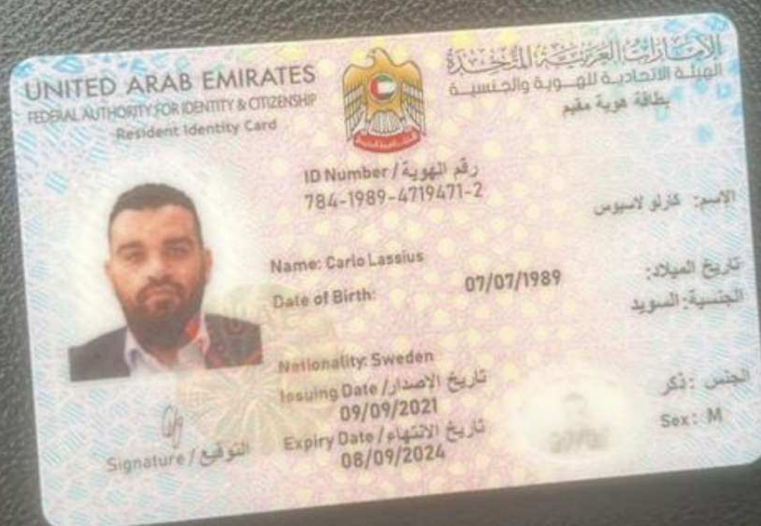 UNITED ARAB EMIRATES
FEDERAL AUTHORITY FOR IDENTITY & CITIZENSHIP
Resident Identity Card
الإمارات العربية المتحدة
الهيئة الاتحادية للهوية والجنسية
بطاقة هوية مقيم
ID Number / رقم الهوية
784-1989-4719471-2
الاسم: كارلو لاسيوس
Name: Carlo Lassius
Date of Birth: 07/07/1989 تاريخ الميلاد:
الجنسية: السويد
Nationality: Sweden
Issuing Date / تاريخ الاصدار
09/09/2021
الجنس: ذكر
Sex: M
Expiry Date / تاريخ الانتهاء
08/09/2024
Signature / التوقيع